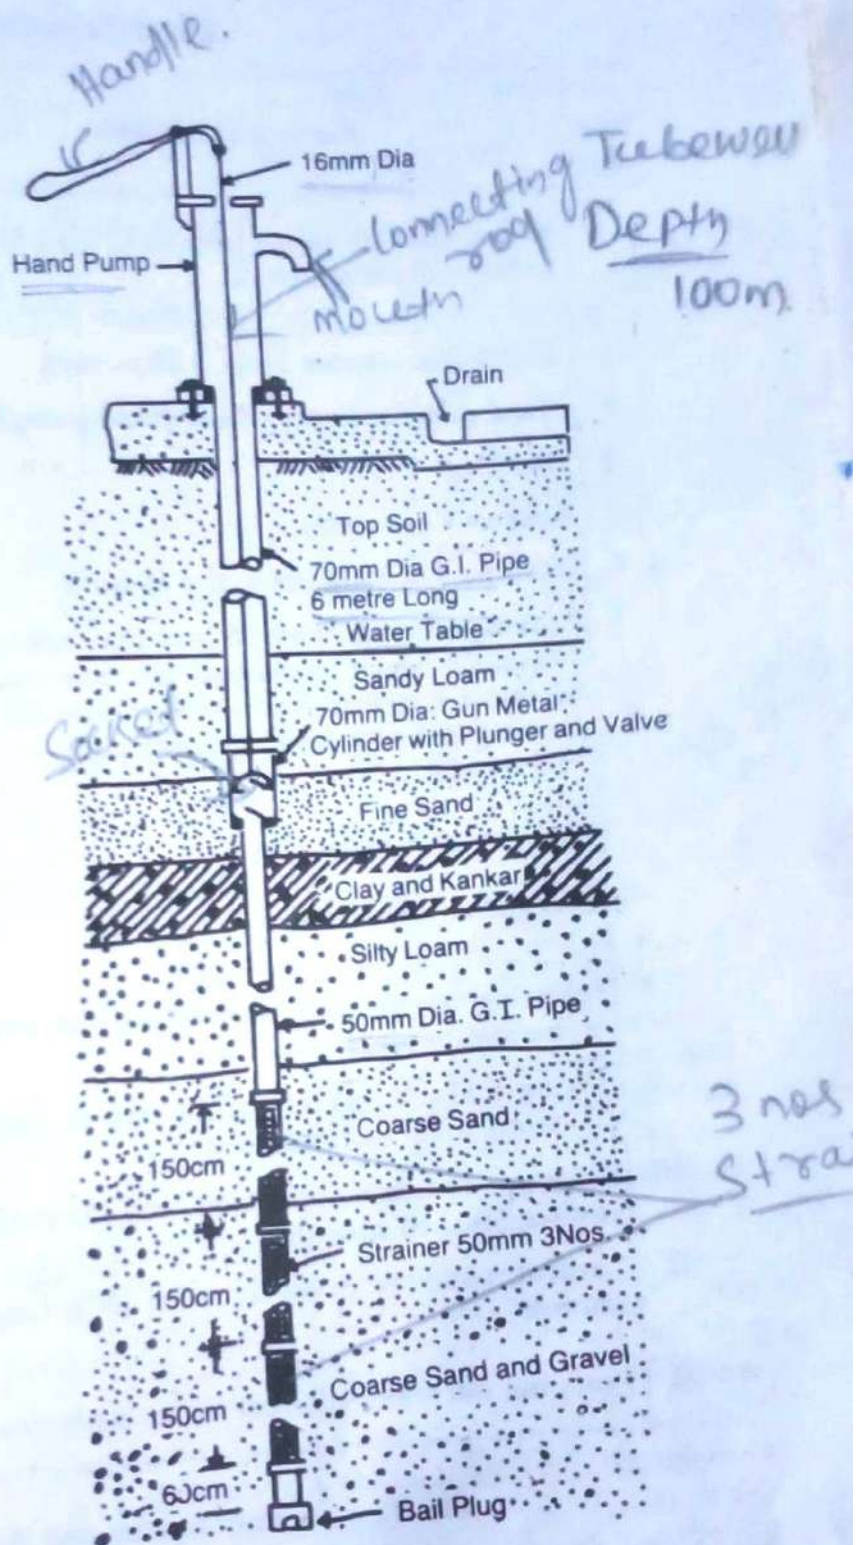 Handle.
16mm Dia
Tubewell
Connecting
rod
Depth
100m
Hand Pump
mouth
Drain
Top Soil
70mm Dia G.I. Pipe
6 metre Long
Water Table
Sandy Loam
70mm Dia: Gun Metal
Cylinder with Plunger and Valve
Socket
Fine Sand
Clay and Kankar
Silty Loam
50mm Dia. G.I. Pipe
3 nos
Coarse Sand
150cm
Strai
Strainer 50mm 3Nos
150cm
Coarse Sand and Gravel
150cm
60cm
Bail Plug